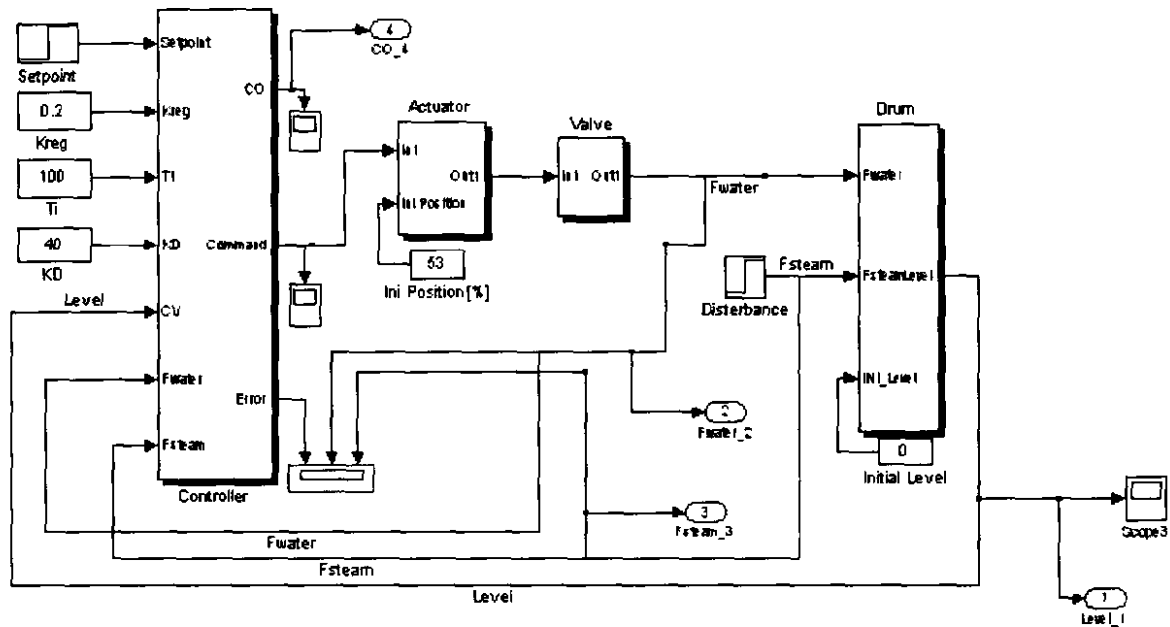 Setpoint
Setpoint
0.2
Kreg
Kreg
100
Ti
Ti
40
KD
KD
Level
CV
Fwater
Fsteam
CO
Command
Error
Controller
4
CO_4
Actuator
In1
Out1
Ini Position
53
Ini Position[%]
Valve
In1 Out1
Fwater
Drum
Fwater
Fsteam
FsteamLevel
Disterbance
INI_Level
0
Initial Level
2
Fwater_2
3
Fsteam_3
Scope3
1
Level_1
Fwater
Fsteam
Level